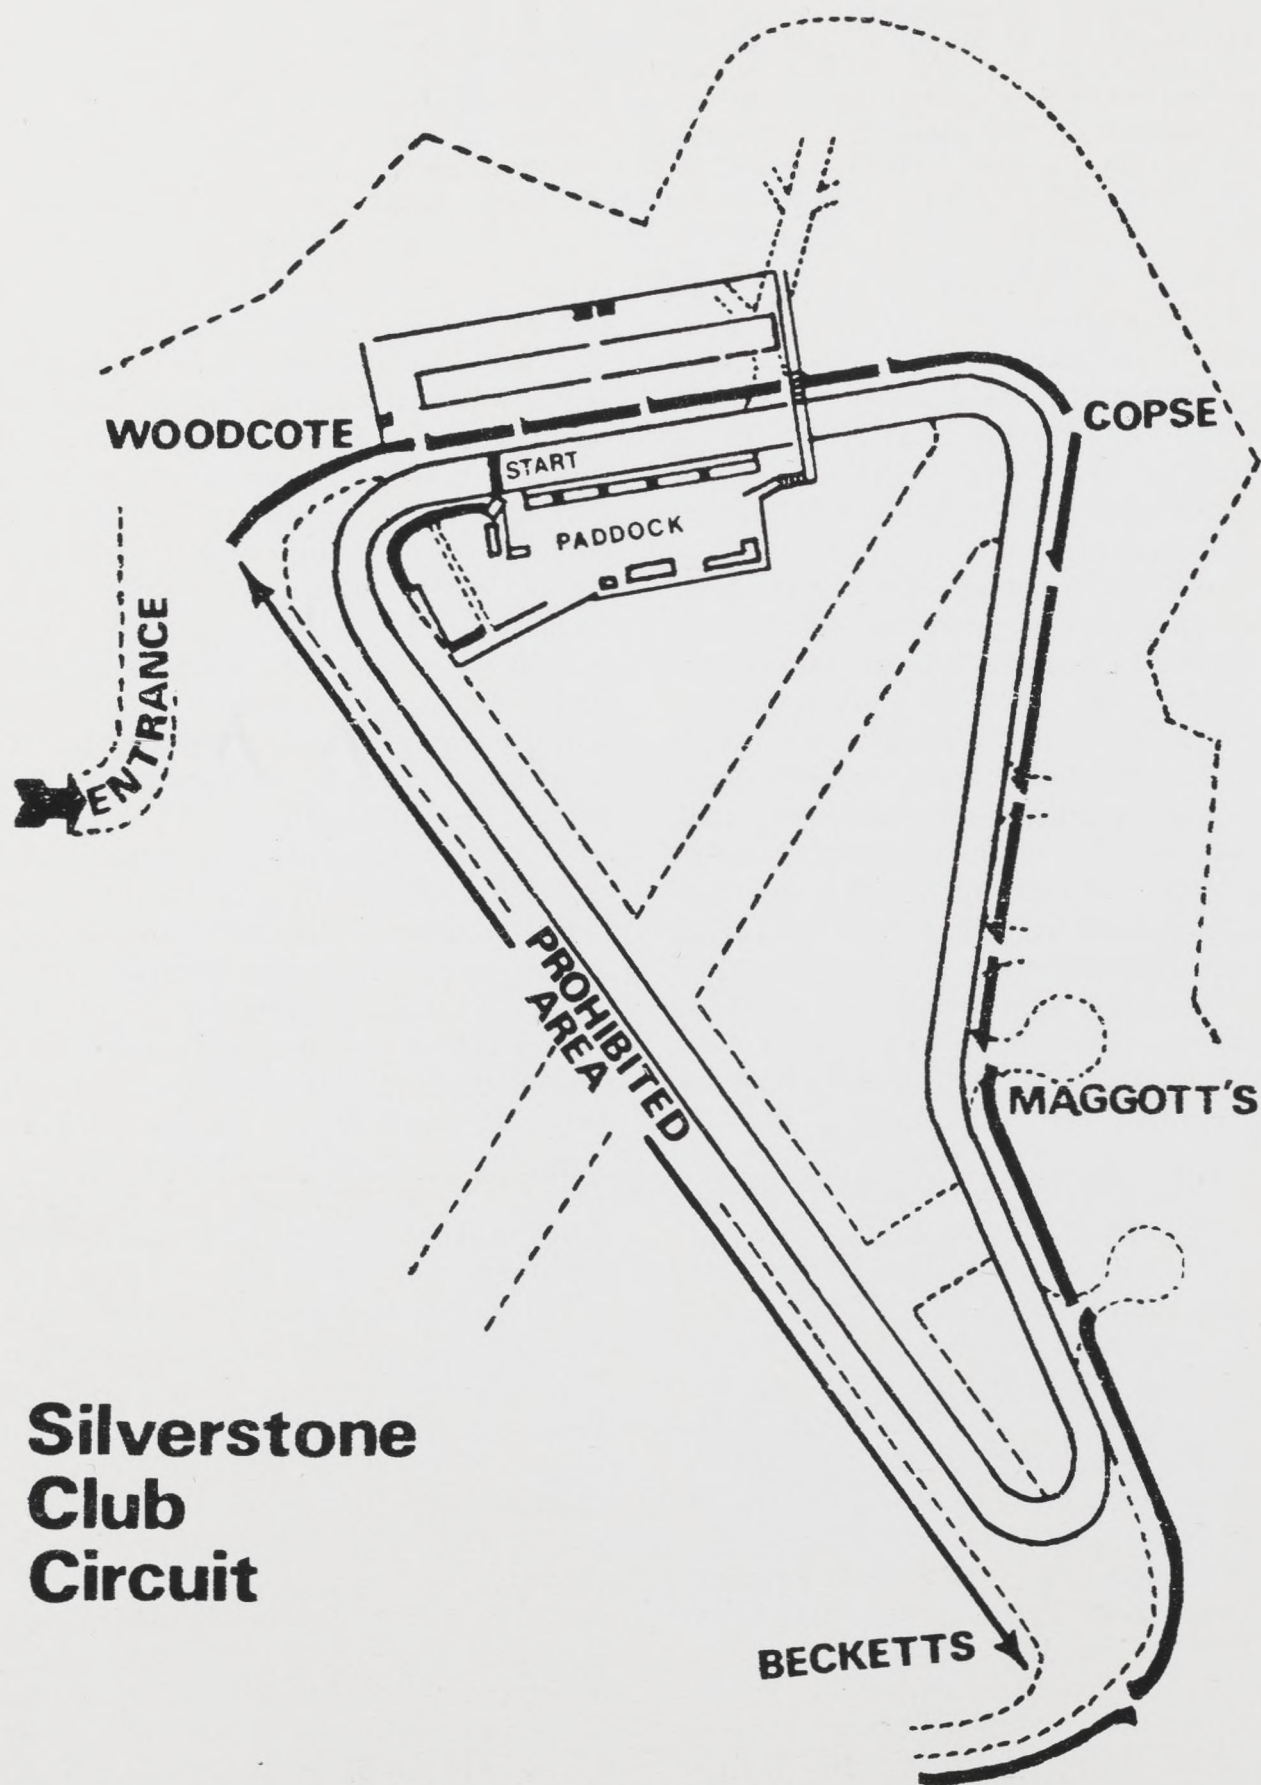 WOODCOTE
COPSE
START
PADDOCK
ENTRANCE
PROHIBITED
AREA
MAGGOTT'S
Silverstone
Club
Circuit
BECKETTS